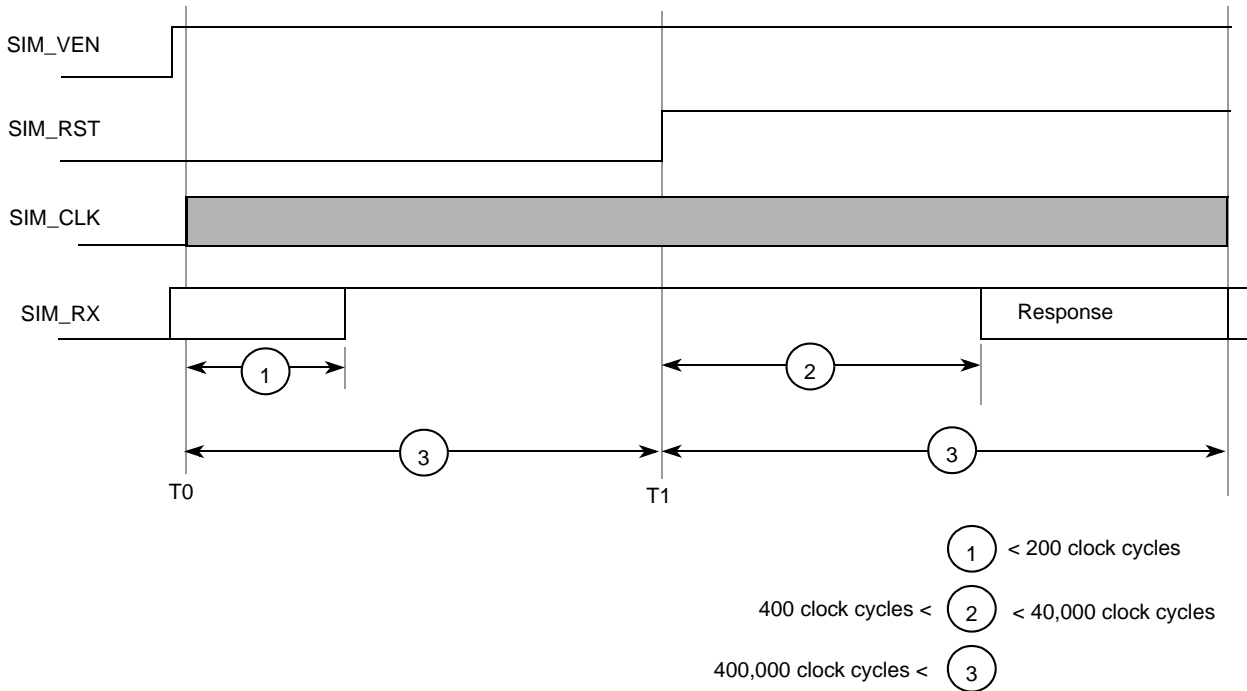 SIM_VEN
SIM_RST
SIM_CLK
SIM_RX
Response
1
2
3
3
T0
T1
1 < 200 clock cycles
400 clock cycles < 2 < 40,000 clock cycles
400,000 clock cycles < 3